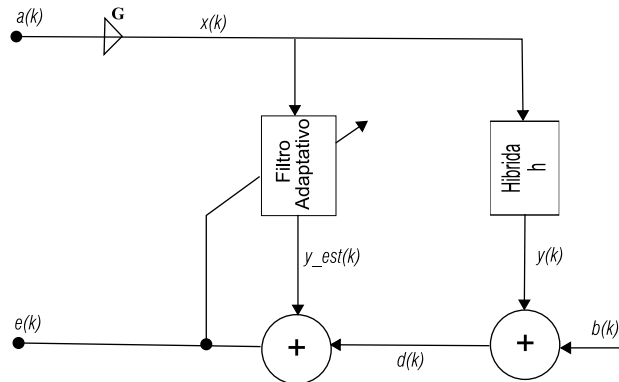 a(k)
G
x(k)
Filtro
Adaptativo
Hibrida
h
y_est(k)
y(k)
e(k)
+
d(k)
+
b(k)